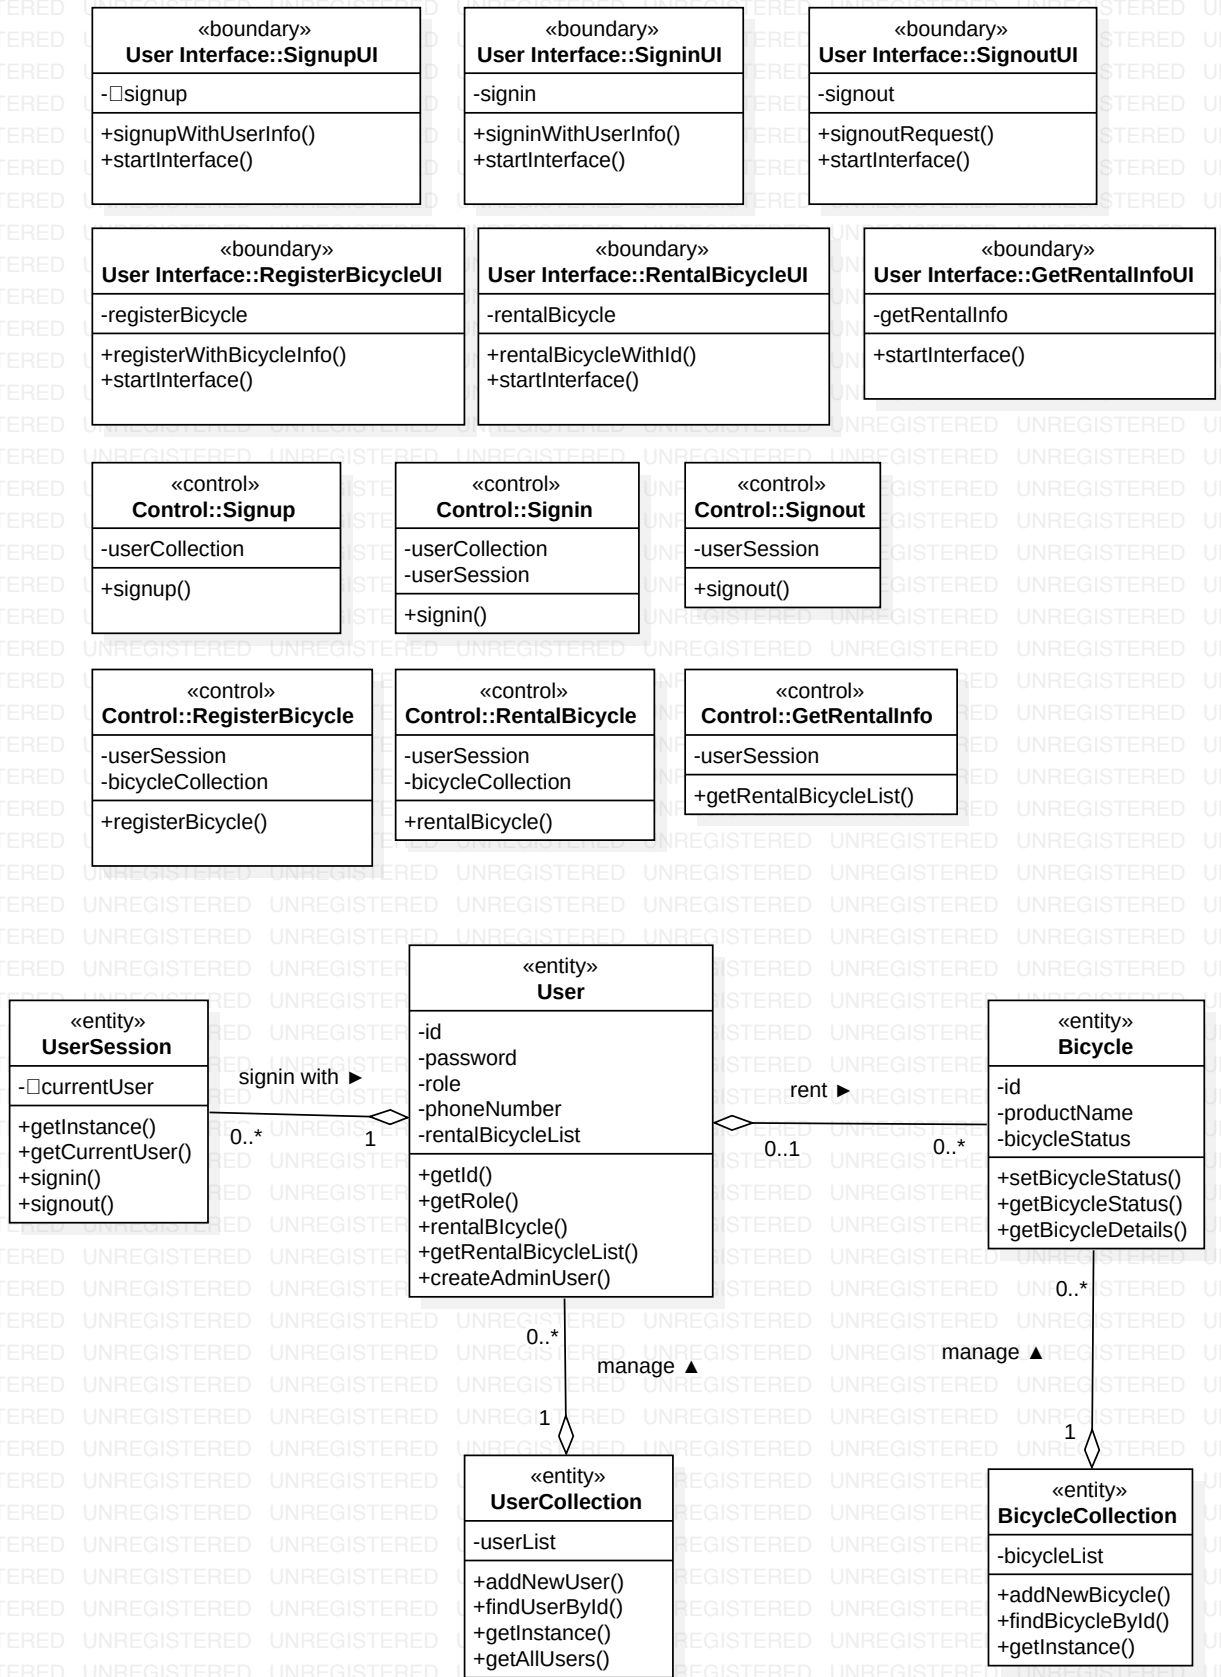 «boundary»
User Interface::SignupUI
-□signup
+signupWithUserInfo()
+startInterface()
«boundary»
User Interface::SigninUI
-signin
+signinWithUserInfo()
+startInterface()
«boundary»
User Interface::SignoutUI
-signout
+signoutRequest()
+startInterface()
«boundary»
User Interface::RegisterBicycleUI
-registerBicycle
+registerWithBicycleInfo()
+startInterface()
«boundary»
User Interface::RentalBicycleUI
-rentalBicycle
+rentalBicycleWithId()
+startInterface()
«boundary»
User Interface::GetRentalInfoUI
-getRentalInfo
+startInterface()
«control»
Control::Signup
-userCollection
+signup()
«control»
Control::Signin
-userCollection
-userSession
+signin()
«control»
Control::Signout
-userSession
+signout()
«control»
Control::RegisterBicycle
-userSession
-bicycleCollection
+registerBicycle()
«control»
Control::RentalBicycle
-userSession
-bicycleCollection
+rentalBicycle()
«control»
Control::GetRentalInfo
-userSession
+getRentalBicycleList()
«entity»
UserSession
-□currentUser
+getInstance()
+getCurrentUser()
+signin()
+signout()
signin with ►
0..*
1
«entity»
User
-id
-password
-role
-phoneNumber
-rentalBicycleList
+getId()
+getRole()
+rentalBIcycle()
+getRentalBicycleList()
+createAdminUser()
rent ►
0..1
0..*
«entity»
Bicycle
-id
-productName
-bicycleStatus
+setBicycleStatus()
+getBicycleStatus()
+getBicycleDetails()
0..*
manage ▲
1
0..*
manage ▲
1
«entity»
UserCollection
-userList
+addNewUser()
+findUserById()
+getInstance()
+getAllUsers()
«entity»
BicycleCollection
-bicycleList
+addNewBicycle()
+findBicycleById()
+getInstance()
UNREGISTERED